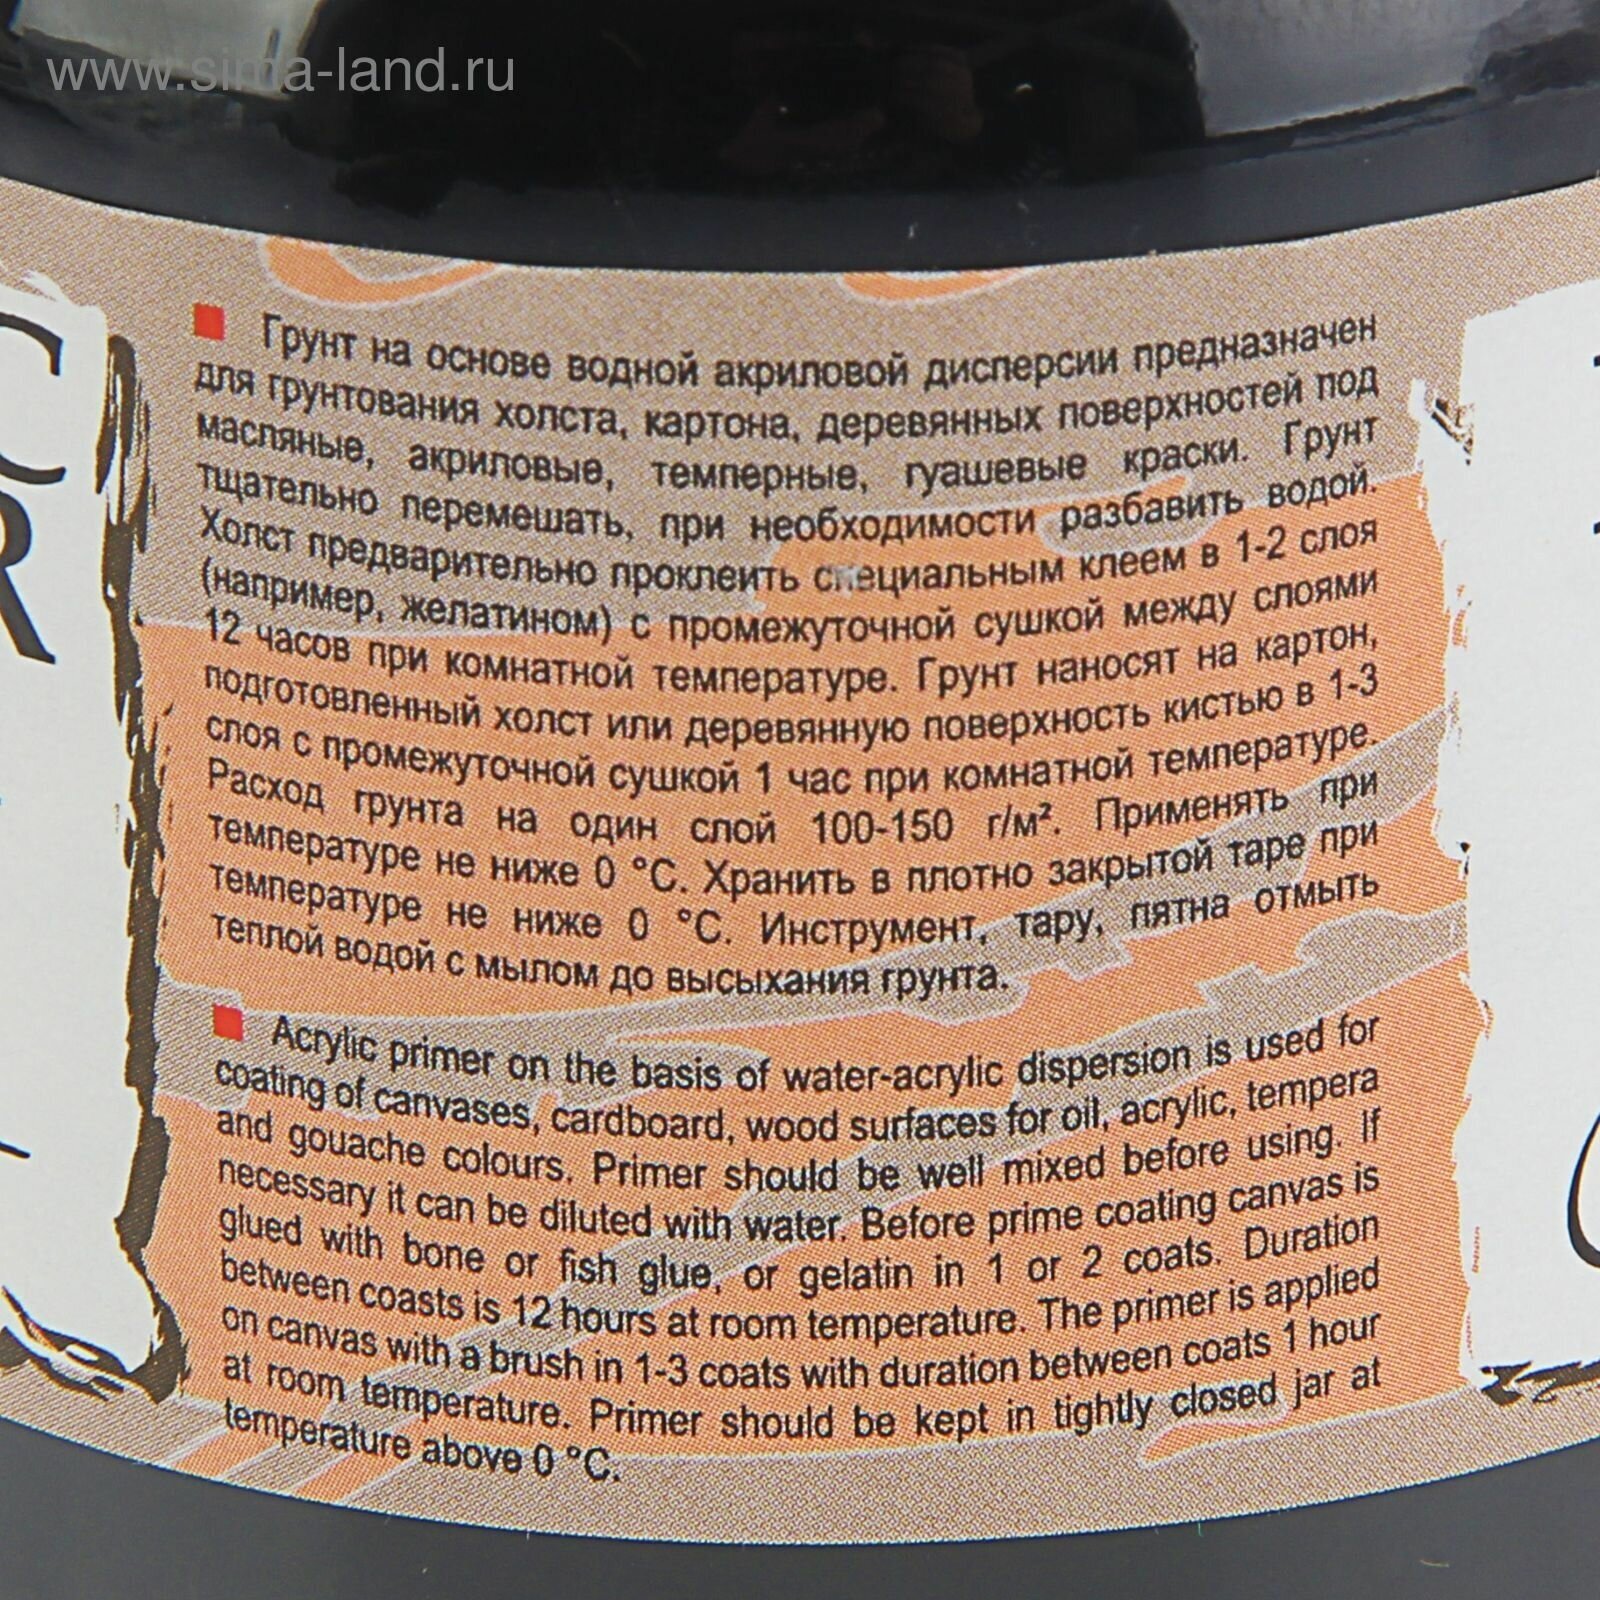 www.sima-land.ru
Грунт на основе водной акриловой дисперсии предназначен
для грунтования холста, картона, деревянных поверхностей под
масляные, акриловые, темперные, гуашевые краски. Грунт
тщательно перемешать, при необходимости разбавить водой.
Холст предварительно проклеить специальным клеем в 1-2 слоя
(например, желатином) с промежуточной сушкой между слоями
12 часов при комнатной температуре. Грунт наносят на картон,
подготовленный холст или деревянную поверхность кистью в 1-3
слоя с промежуточной сушкой 1 час при комнатной температуре.
Расход грунта на один слой 100-150 г/м². Применять при
температуре не ниже 0 °С. Хранить в плотно закрытой таре при
температуре не ниже 0 °С. Инструмент, тару, пятна отмыть
теплой водой с мылом до высыхания грунта.
Acrylic primer on the basis of water-acrylic dispersion is used for
coating of canvases, cardboard, wood surfaces for oil, acrylic, tempera
and gouache colours. Primer should be well mixed before using. If
necessary it can be diluted with water. Before prime coating canvas is
glued with bone or fish glue, or gelatin in 1 or 2 coats. Duration
between coasts is 12 hours at room temperature. The primer is applied
on canvas with a brush in 1-3 coats with duration between coats 1 hour
at room temperature. Primer should be kept in tightly closed jar at
temperature above 0 °C.
C
R